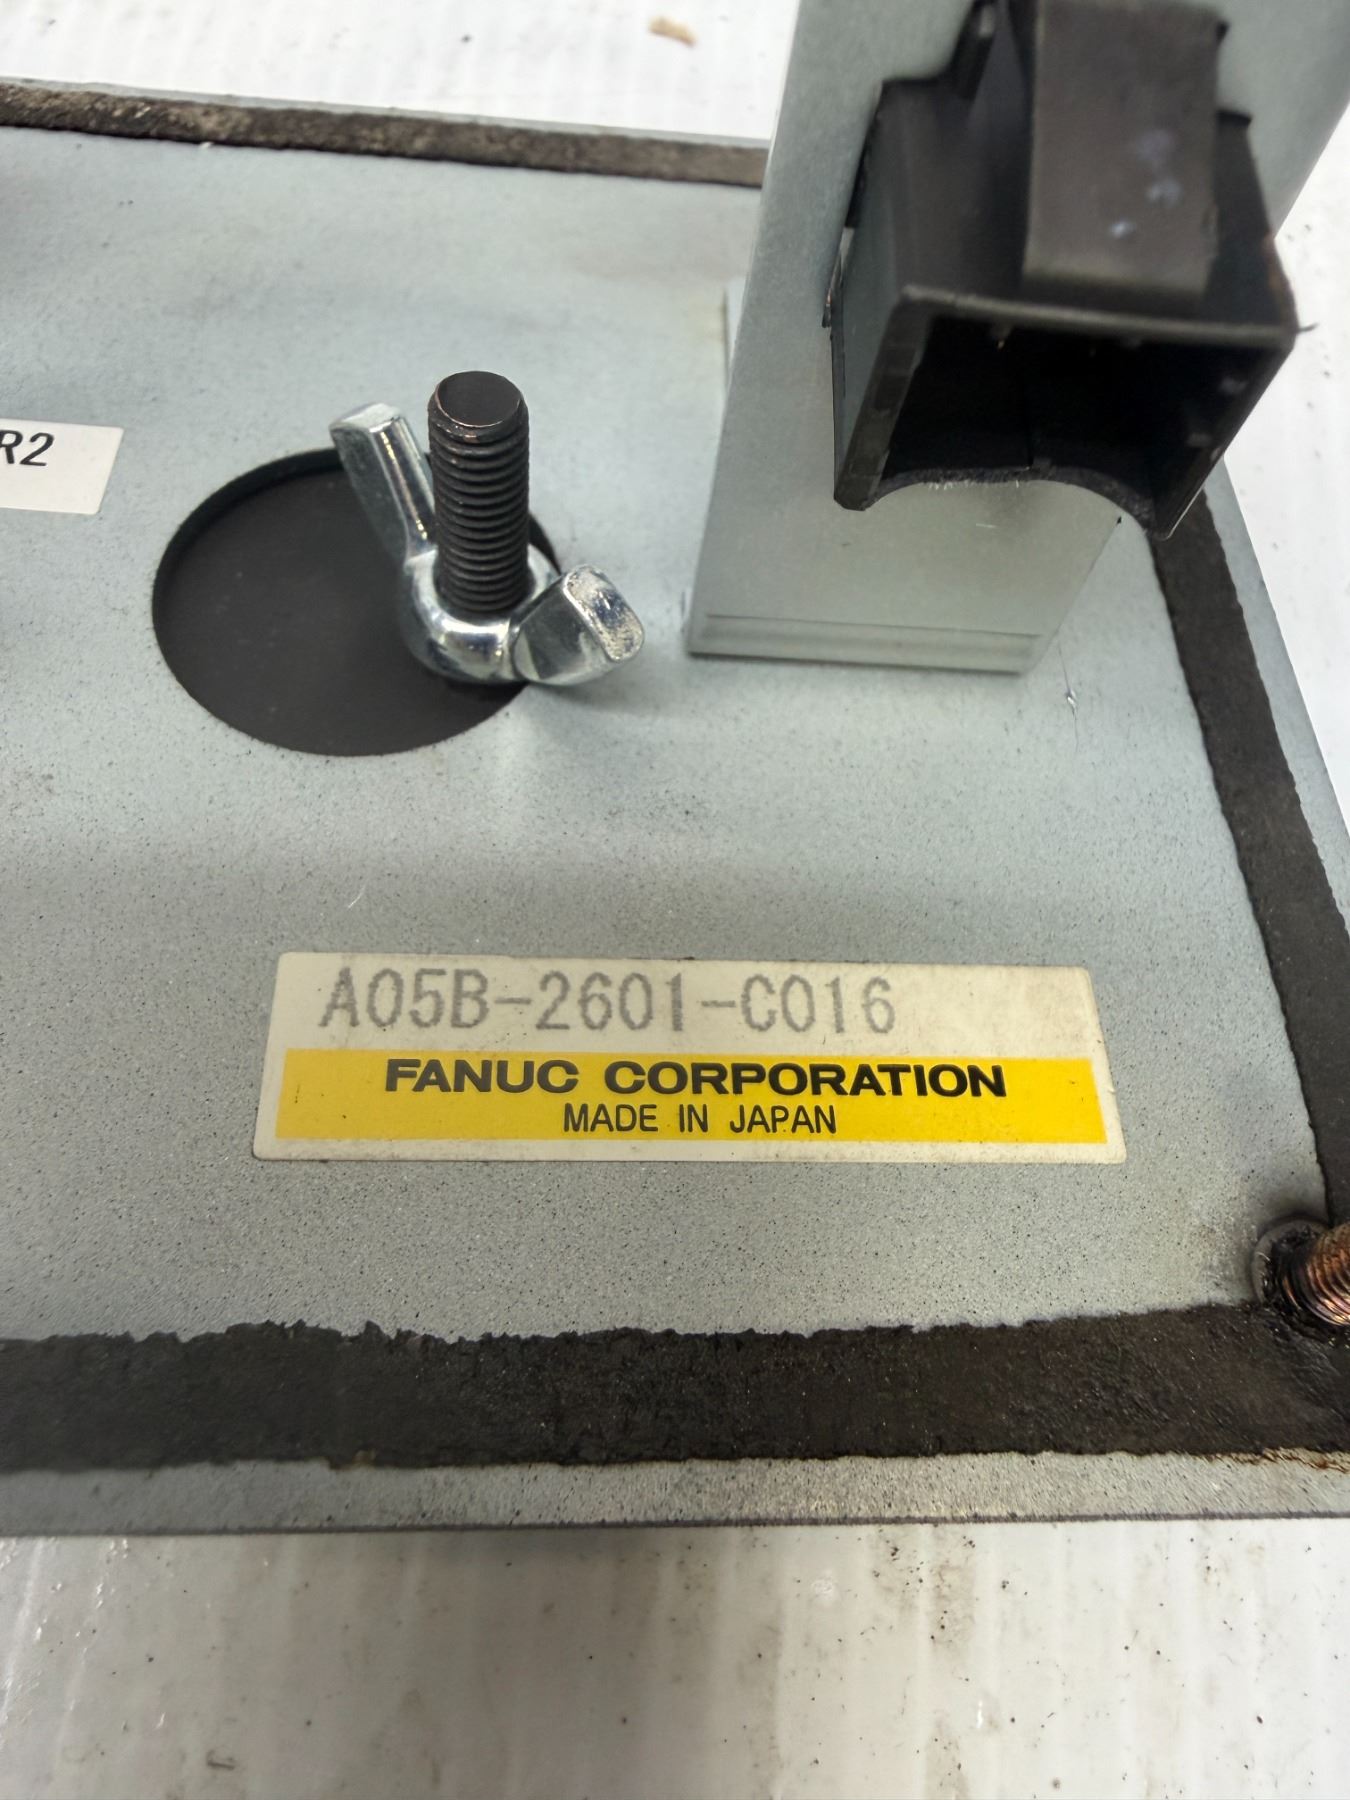 R2
A05B-2601-C016
FANUC CORPORATION
MADE IN JAPAN